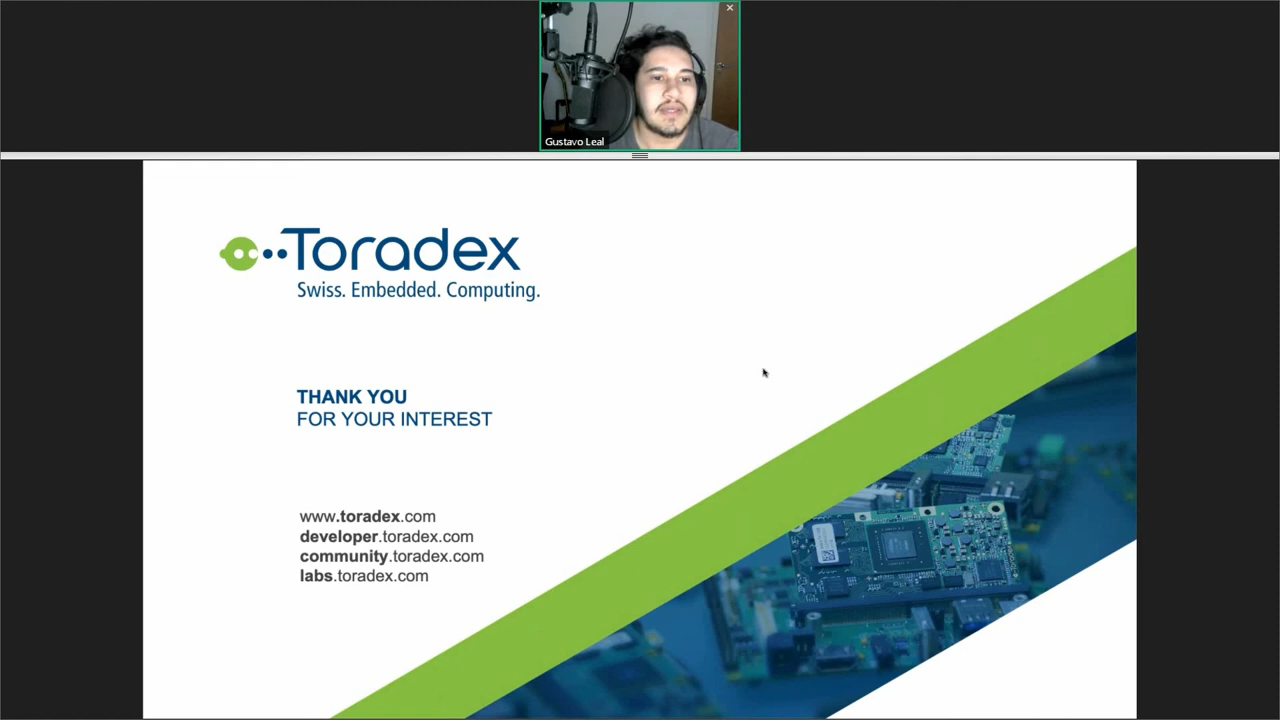 Gustavo Leal
Toradex
Swiss. Embedded. Computing.
THANK YOU
FOR YOUR INTEREST
www.toradex.com
developer.toradex.com
community.toradex.com
labs.toradex.com